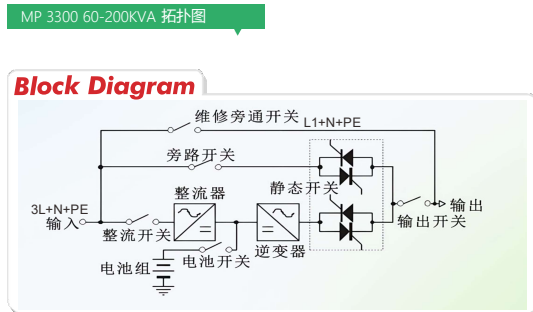 MP 3300 60-200KVA 拓扑图
Block Diagram
维修旁通开关
L1+N+PE
旁路开关
静态开关
3L+N+PE
输入
整流器
整流开关
逆变器
输出
输出开关
电池组
电池开关